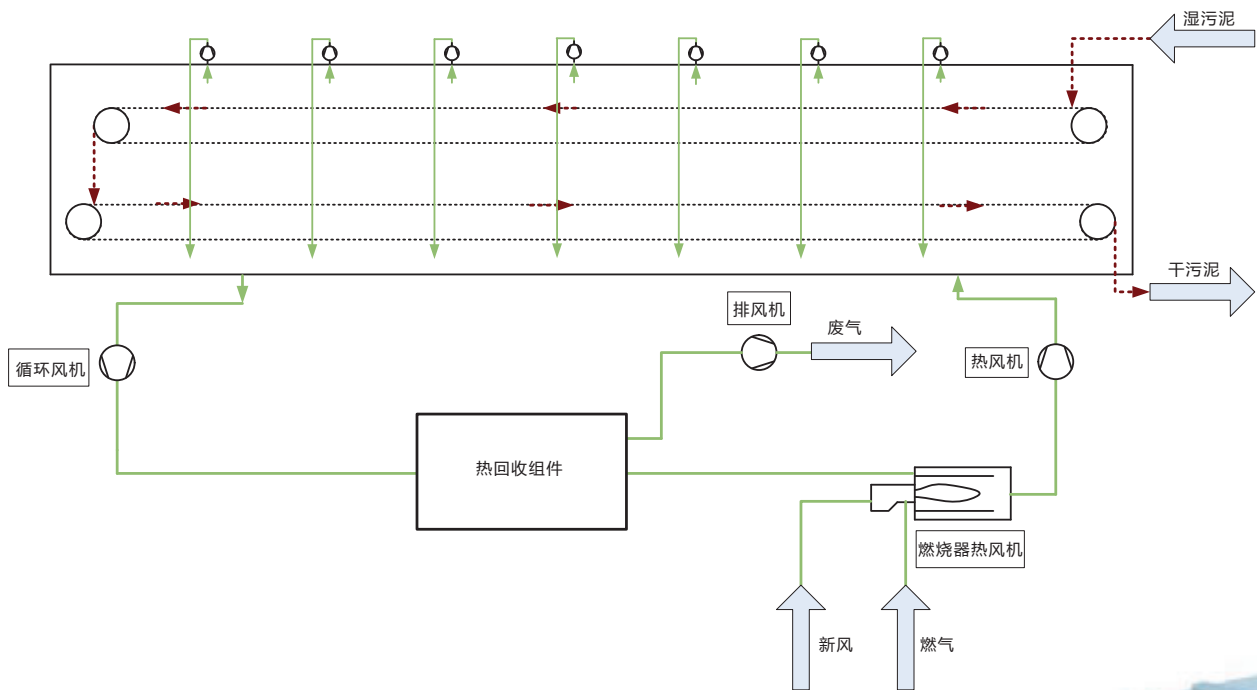 湿污泥
干污泥
排风机
废气
循环风机
热风机
热回收组件
燃烧器热风机
新风
燃气